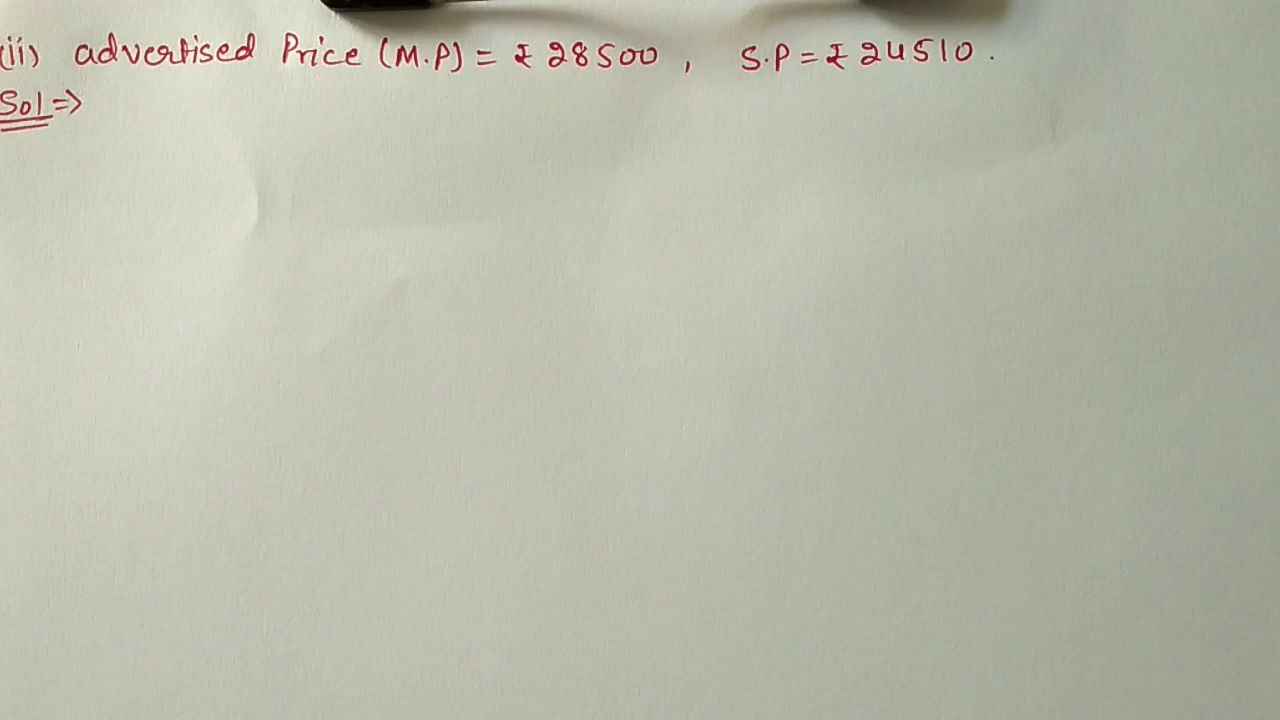 (ii) advertised Price (M.P) = ₹ 28500 , S.P = ₹ 24510 .
Sol =>